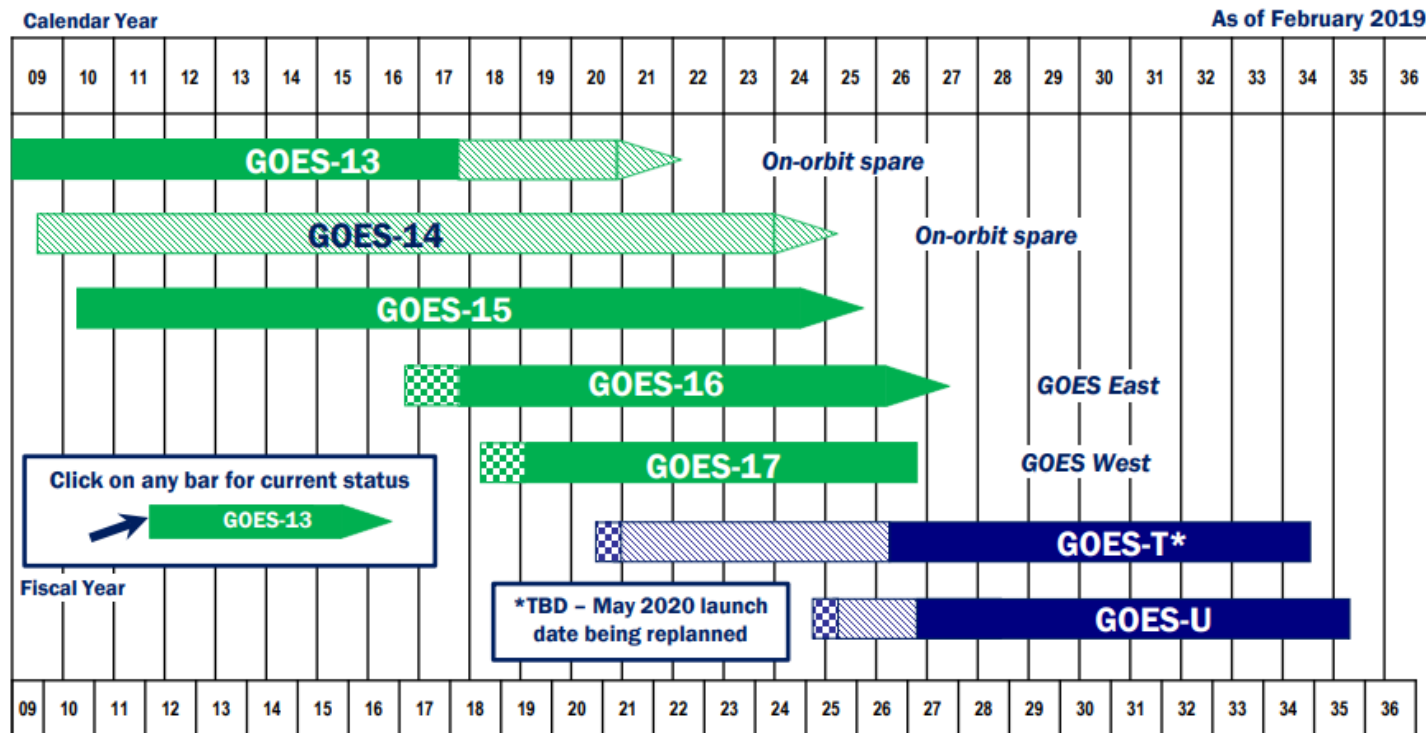 Calendar Year
As of February 2019
09 10 11 12 13 14 15 16 17 18 19 20 21 22 23 24 25 26 27 28 29 30 31 32 33 34 35 36
GOES-13
On-orbit spare
GOES-14
On-orbit spare
GOES-15
GOES-16
GOES East
GOES-17
GOES West
Click on any bar for current status
GOES-13
GOES-T*
Fiscal Year
*TBD – May 2020 launch
date being replanned
GOES-U
09 10 11 12 13 14 15 16 17 18 19 20 21 22 23 24 25 26 27 28 29 30 31 32 33 34 35 36